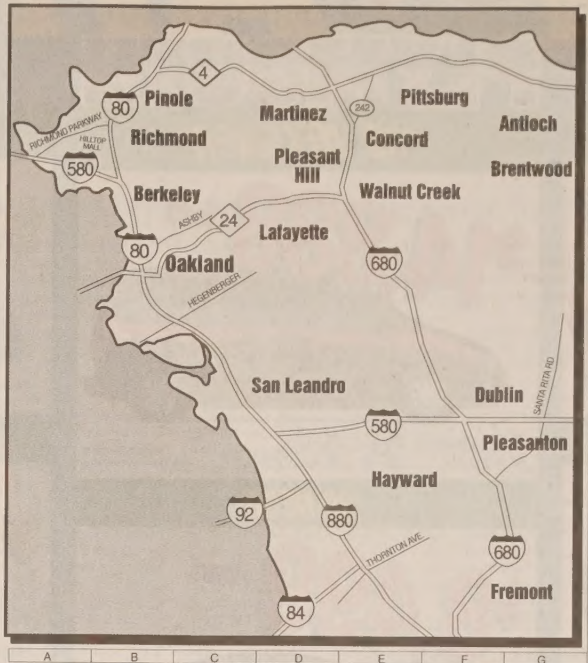 4
80
Pinole
242
Pittsburg
Martinez
Antioch
RICHMOND PARKWAY
HILLTOP
MALL
Richmond
Concord
580
Pleasant
Hill
Brentwood
Berkeley
Walnut Creek
ASHBY
24
80
Lafayette
Oakland
680
HEGENBERGER
San Leandro
SANTA RITA RD
Dublin
580
Pleasanton
Hayward
92
880
680
THORNTON AVE.
Fremont
84
A B C D E F G